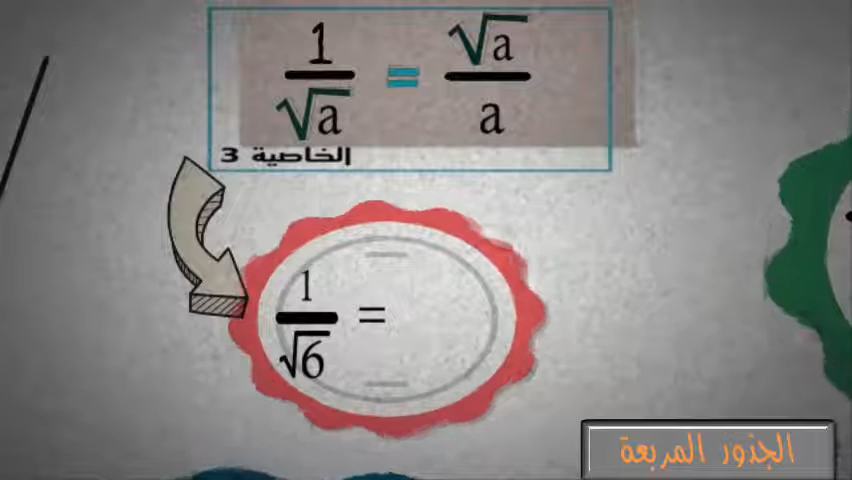 1/√a = √a/a
الخاصية 3
1/√6 =
الجذور المربعة